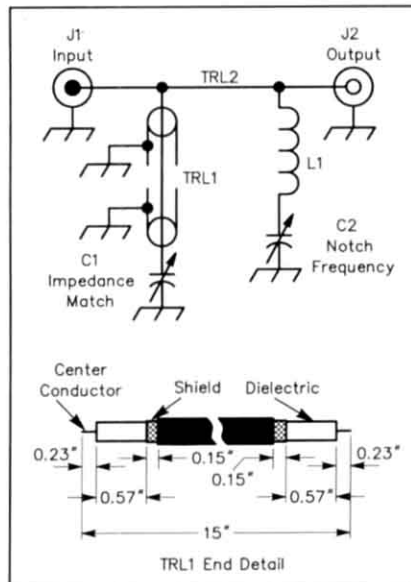 J1
Input
J2
Output
TRL2
TRL1
L1
C1
Impedance
Match
C2
Notch
Frequency
Center
Conductor
Shield
Dielectric
0.23"
0.15"
0.15"
0.23"
0.57"
0.57"
15"
TRL1 End Detail